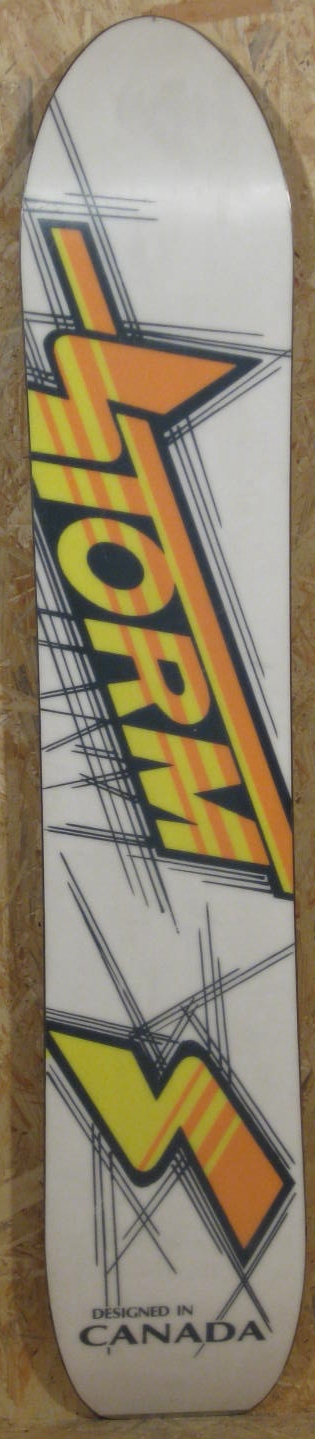 STORM
S
DESIGNED IN
CANADA